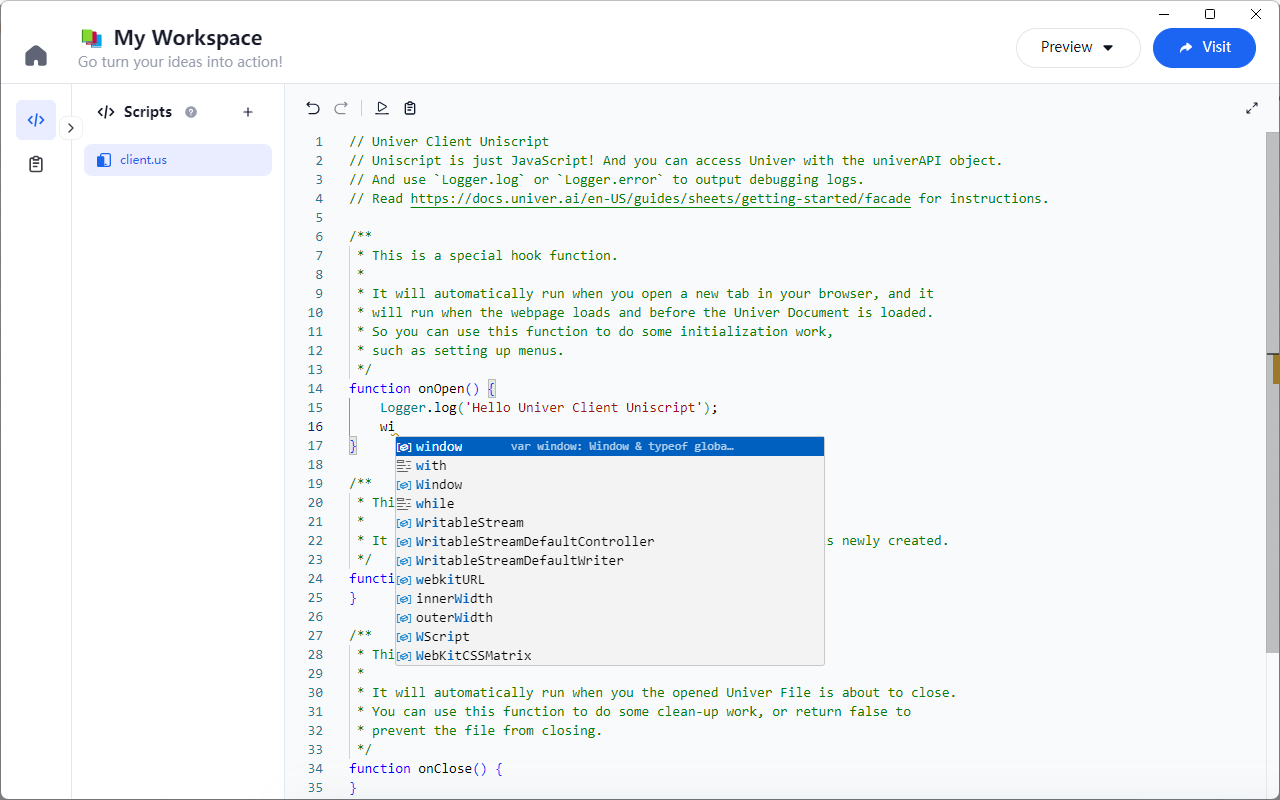 My Workspace
Go turn your ideas into action!
Preview
Visit
</> Scripts ?
+
client.us
1 // Univer Client Uniscript
2 // Uniscript is just JavaScript! And you can access Univer with the univerAPI object.
3 // And use `Logger.log` or `Logger.error` to output debugging logs.
4 // Read https://docs.univer.ai/en-US/guides/sheets/getting-started/facade for instructions.
5
6 /**
7 * This is a special hook function.
8 *
9 * It will automatically run when you open a new tab in your browser, and it
10 * will run when the webpage loads and before the Univer Document is loaded.
11 * So you can use this function to do some initialization work,
12 * such as setting up menus.
13 */
14 function onOpen() {
15 Logger.log('Hello Univer Client Uniscript');
16 wi
17 }
window var window: Window & typeof globa…
with
Window
while
WritableStream
WritableStreamDefaultController
WritableStreamDefaultWriter
webkitURL
innerWidth
outerWidth
WScript
WebKitCSSMatrix
18
19 /**
20 * Thi
21 *
22 * It s newly created.
23 */
24 functi
25 }
26
27 /**
28 * Thi
29 *
30 * It will automatically run when you the opened Univer File is about to close.
31 * You can use this function to do some clean-up work, or return false to
32 * prevent the file from closing.
33 */
34 function onClose() {
35 }